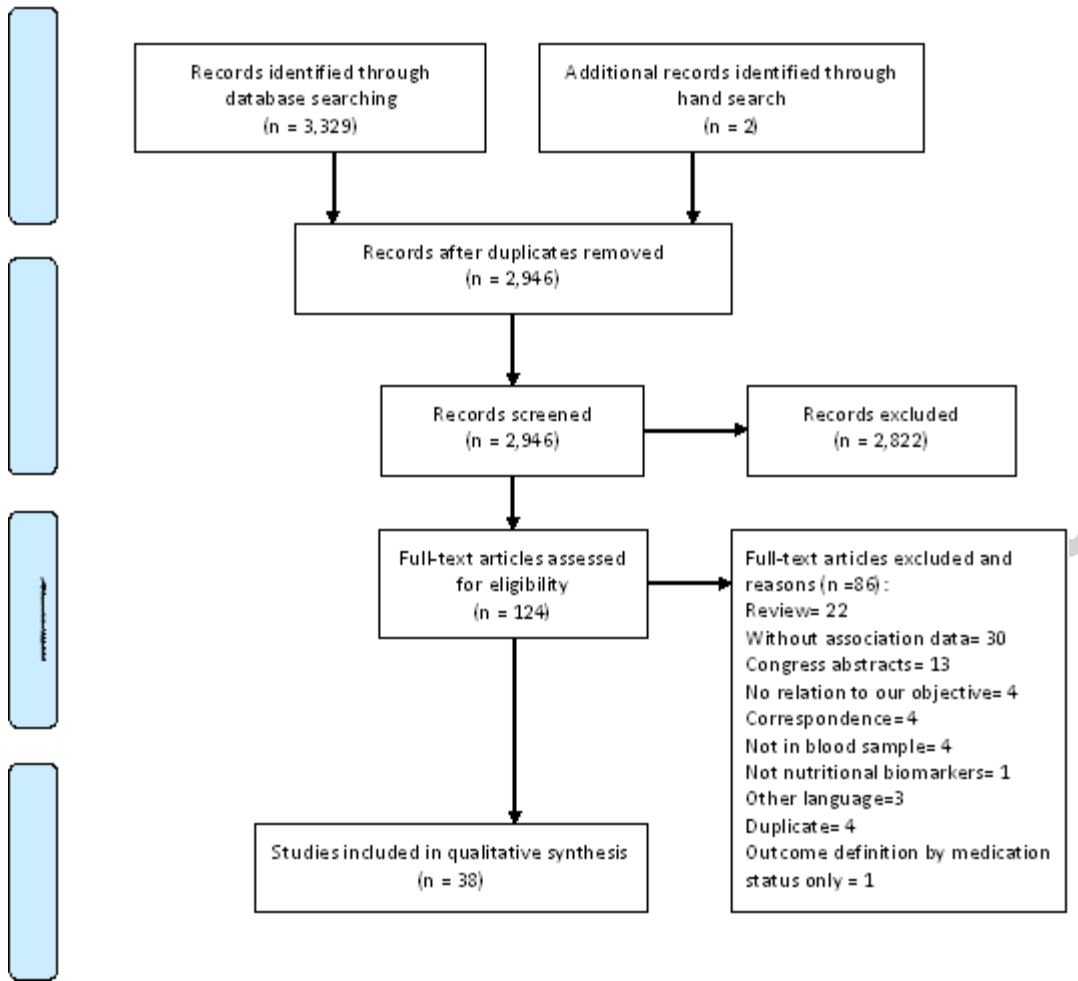 Records identified through
database searching
(n = 3,329)
Additional records identified through
hand search
(n = 2)
Records after duplicates removed
(n = 2,946)
Records screened
(n = 2,946)
Records excluded
(n = 2,822)
Full-text articles assessed
for eligibility
(n = 124)
Full-text articles excluded and
reasons (n =86) :
Review= 22
Without association data= 30
Congress abstracts= 13
No relation to our objective= 4
Correspondence=4
Not in blood sample= 4
Not nutritional biomarkers= 1
Other language=3
Duplicate= 4
Outcome definition by medication
status only = 1
Studies included in qualitative synthesis
(n = 38)